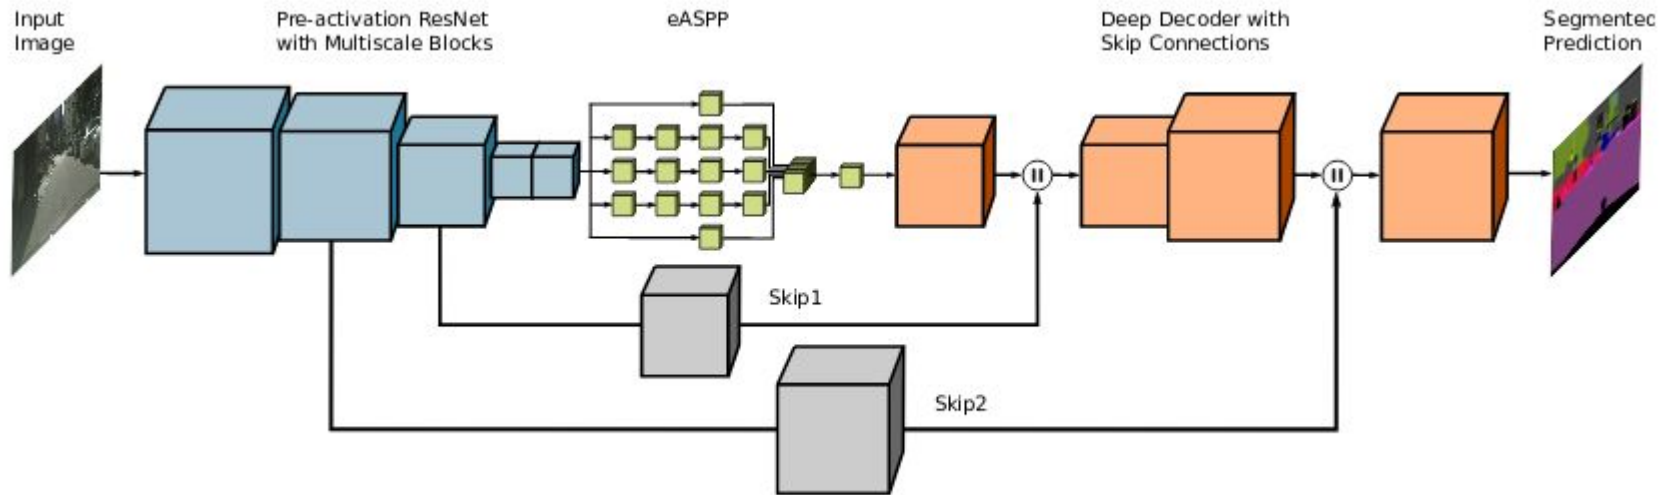 Input
Image
Pre-activation ResNet
with Multiscale Blocks
eASPP
Deep Decoder with
Skip Connections
Segmentec
Prediction
Skip1
Skip2